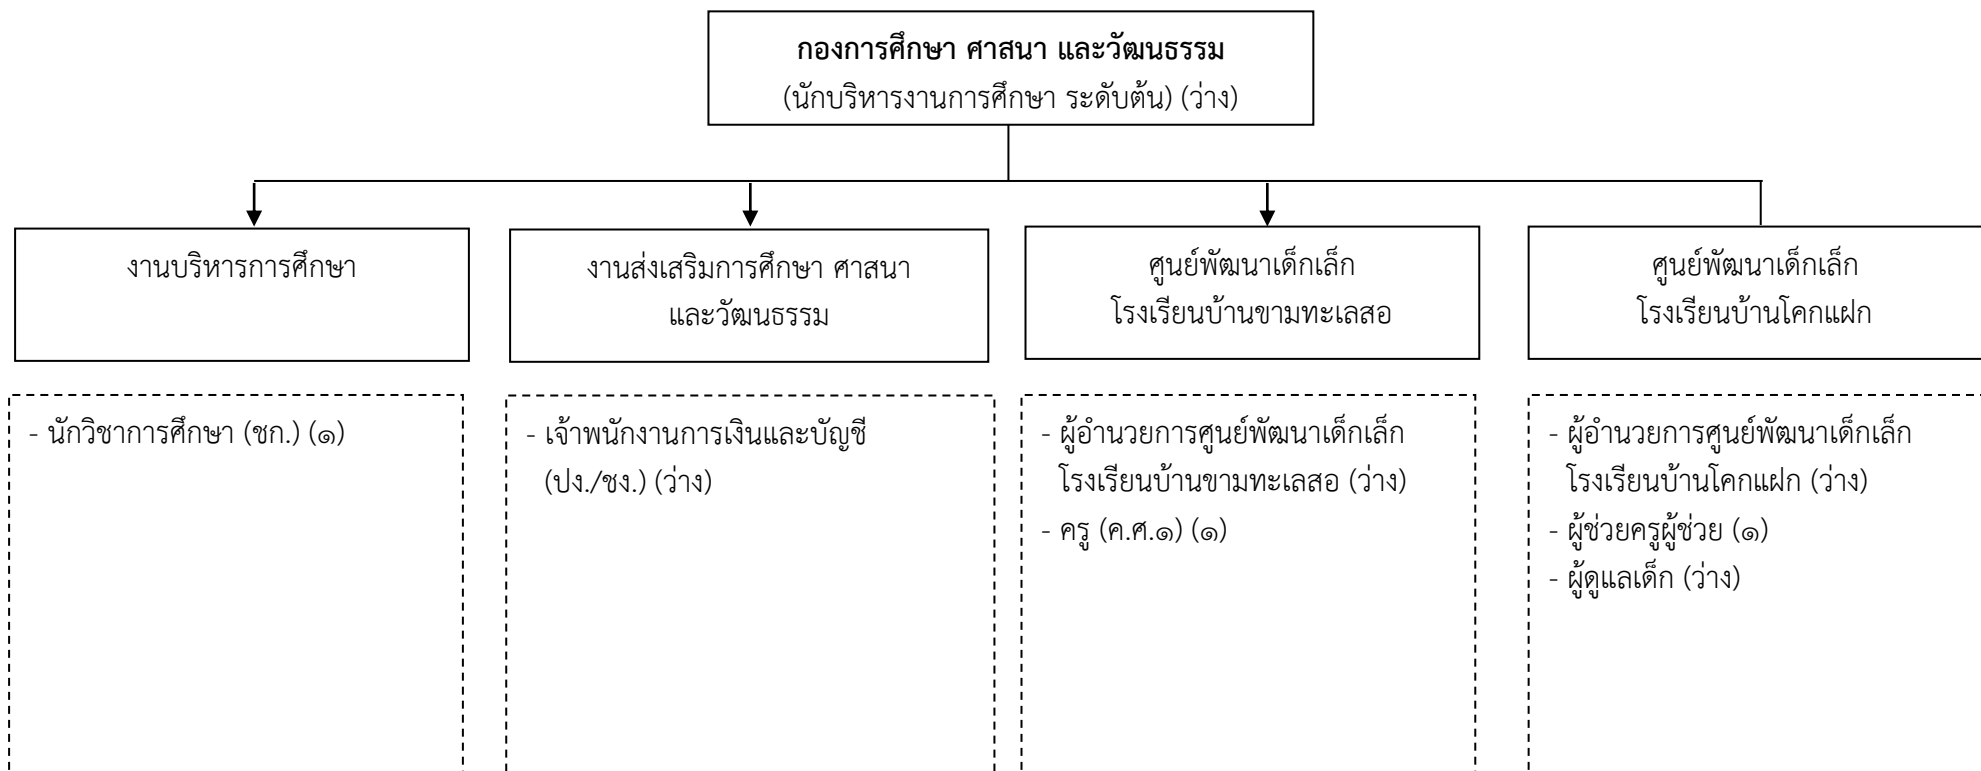 กองการศึกษา ศาสนา และวัฒนธรรม
(นักบริหารงานการศึกษา ระดับต้น) (ว่าง)
งานบริหารการศึกษา
งานส่งเสริมการศึกษา ศาสนา
และวัฒนธรรม
ศูนย์พัฒนาเด็กเล็ก
โรงเรียนบ้านขามทะเลสอ
ศูนย์พัฒนาเด็กเล็ก
โรงเรียนบ้านโคกแฝก
- นักวิชาการศึกษา (ชก.) (๑)
- เจ้าพนักงานการเงินและบัญชี
(ปง./ชง.) (ว่าง)
- ผู้อำนวยการศูนย์พัฒนาเด็กเล็ก
โรงเรียนบ้านขามทะเลสอ (ว่าง)
- ครู (ค.ศ.๑) (๑)
- ผู้อำนวยการศูนย์พัฒนาเด็กเล็ก
โรงเรียนบ้านโคกแฝก (ว่าง)
- ผู้ช่วยครูผู้ช่วย (๑)
- ผู้ดูแลเด็ก (ว่าง)